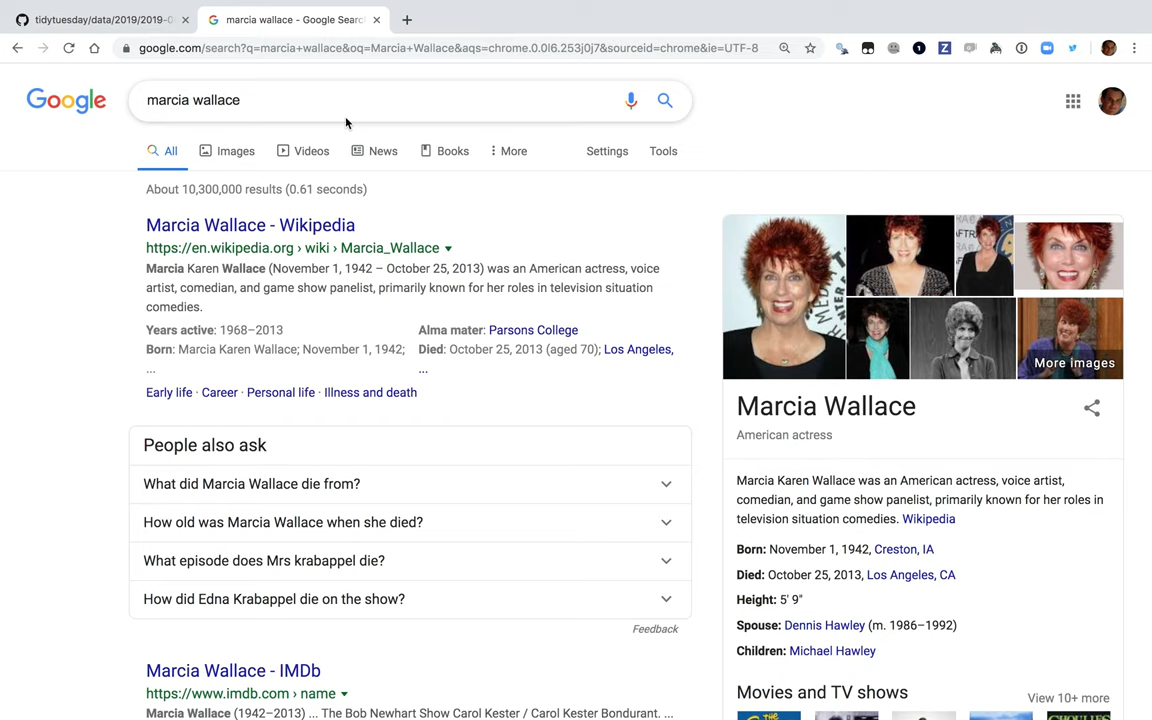 tidytuesday/data/2019/2019-0
marcia wallace - Google Searc
google.com/search?q=marcia+wallace&oq=Marcia+Wallace&aqs=chrome.0.0l6.253j0j7&sourceid=chrome&ie=UTF-8
Google
marcia wallace
All
Images
Videos
News
Books
More
Settings
Tools
About 10,300,000 results (0.61 seconds)
Marcia Wallace - Wikipedia
https://en.wikipedia.org › wiki › Marcia_Wallace
Marcia Karen Wallace (November 1, 1942 – October 25, 2013) was an American actress, voice
artist, comedian, and game show panelist, primarily known for her roles in television situation
comedies.
Years active: 1968–2013
Alma mater: Parsons College
Born: Marcia Karen Wallace; November 1, 1942;
Died: October 25, 2013 (aged 70); Los Angeles,
...
...
Early life · Career · Personal life · Illness and death
People also ask
What did Marcia Wallace die from?
How old was Marcia Wallace when she died?
What episode does Mrs krabappel die?
How did Edna Krabappel die on the show?
Feedback
Marcia Wallace - IMDb
https://www.imdb.com › name
Marcia Wallace (1942–2013) ... The Bob Newhart Show Carol Kester / Carol Kester Bondurant. ...
More images
Marcia Wallace
American actress
Marcia Karen Wallace was an American actress, voice artist,
comedian, and game show panelist, primarily known for her roles in
television situation comedies. Wikipedia
Born: November 1, 1942, Creston, IA
Died: October 25, 2013, Los Angeles, CA
Height: 5′ 9″
Spouse: Dennis Hawley (m. 1986–1992)
Children: Michael Hawley
Movies and TV shows
View 10+ more